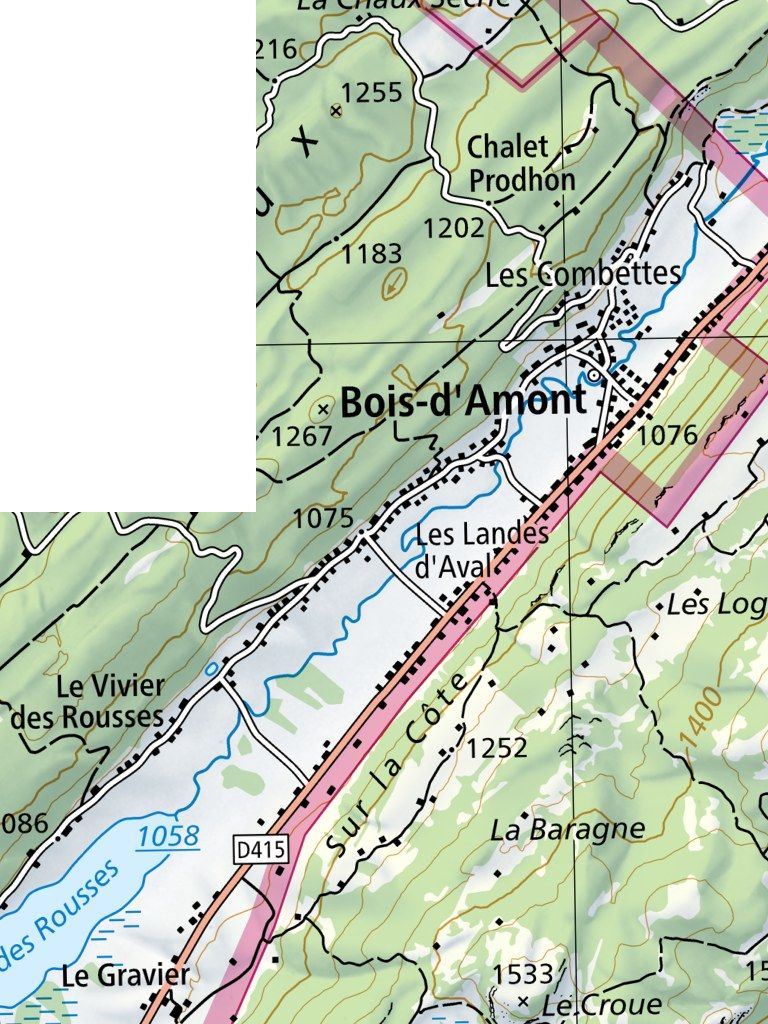 La Chaux Sèche
216
1255
Chalet
Prodhon
1202
1183
Les Combettes
Bois-d'Amont
1267
1076
1075
Les Landes
d'Aval
Les Log
Le Vivier
des Rousses
1400
Sur la Côte
1252
086
1058
La Baragne
D415
des Rousses
Le Gravier
1533
15
Le Croue